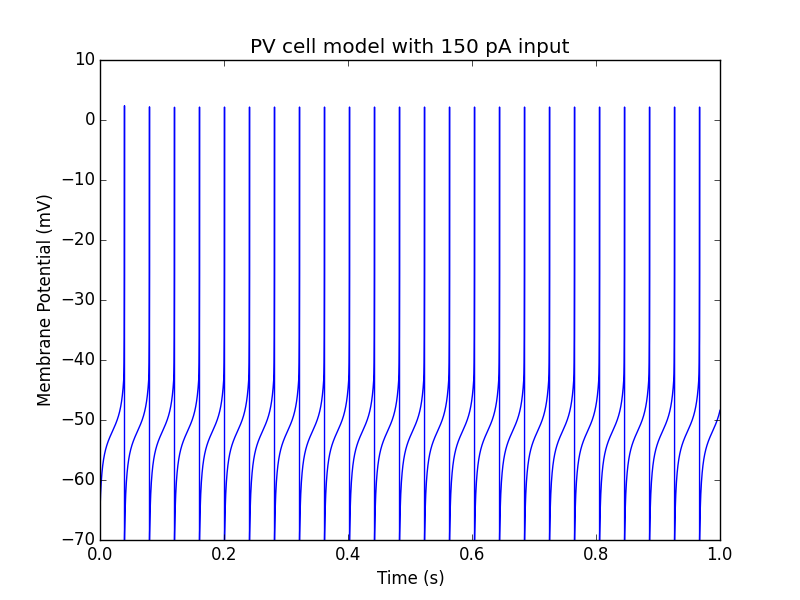 PV cell model with 150 pA input
10
0
−10
−20
−30
−40
−50
−60
−70
Membrane Potential (mV)
0.0 0.2 0.4 0.6 0.8 1.0
Time (s)